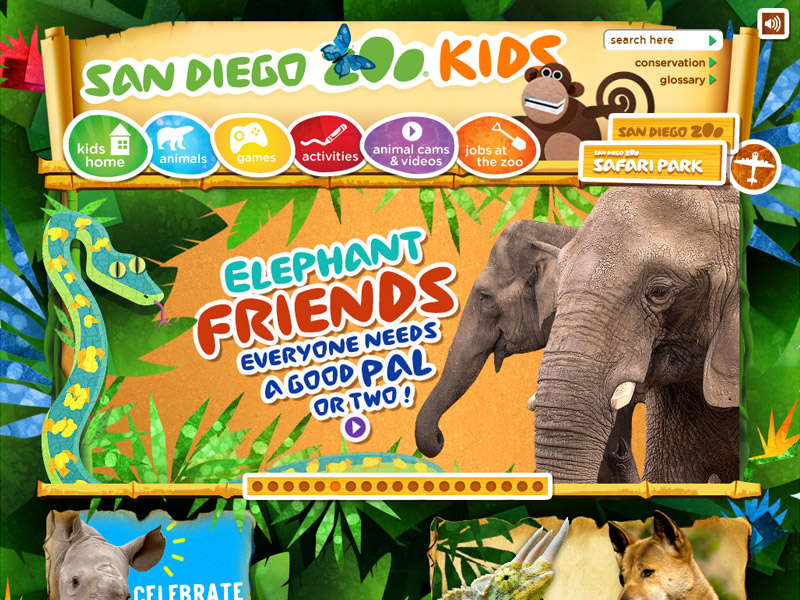 SAN DIEGO ZOO® KIDS
search here
conservation
glossary
kids
home
animals
games
activities
animal cams
& videos
jobs at
the zoo
SAN DIEGO ZOO
SAN DIEGO ZOO
SAFARI PARK
ELEPHANT
FRIENDS
EVERYONE NEEDS
A GOOD PAL
OR TWO!
CELEBRATE